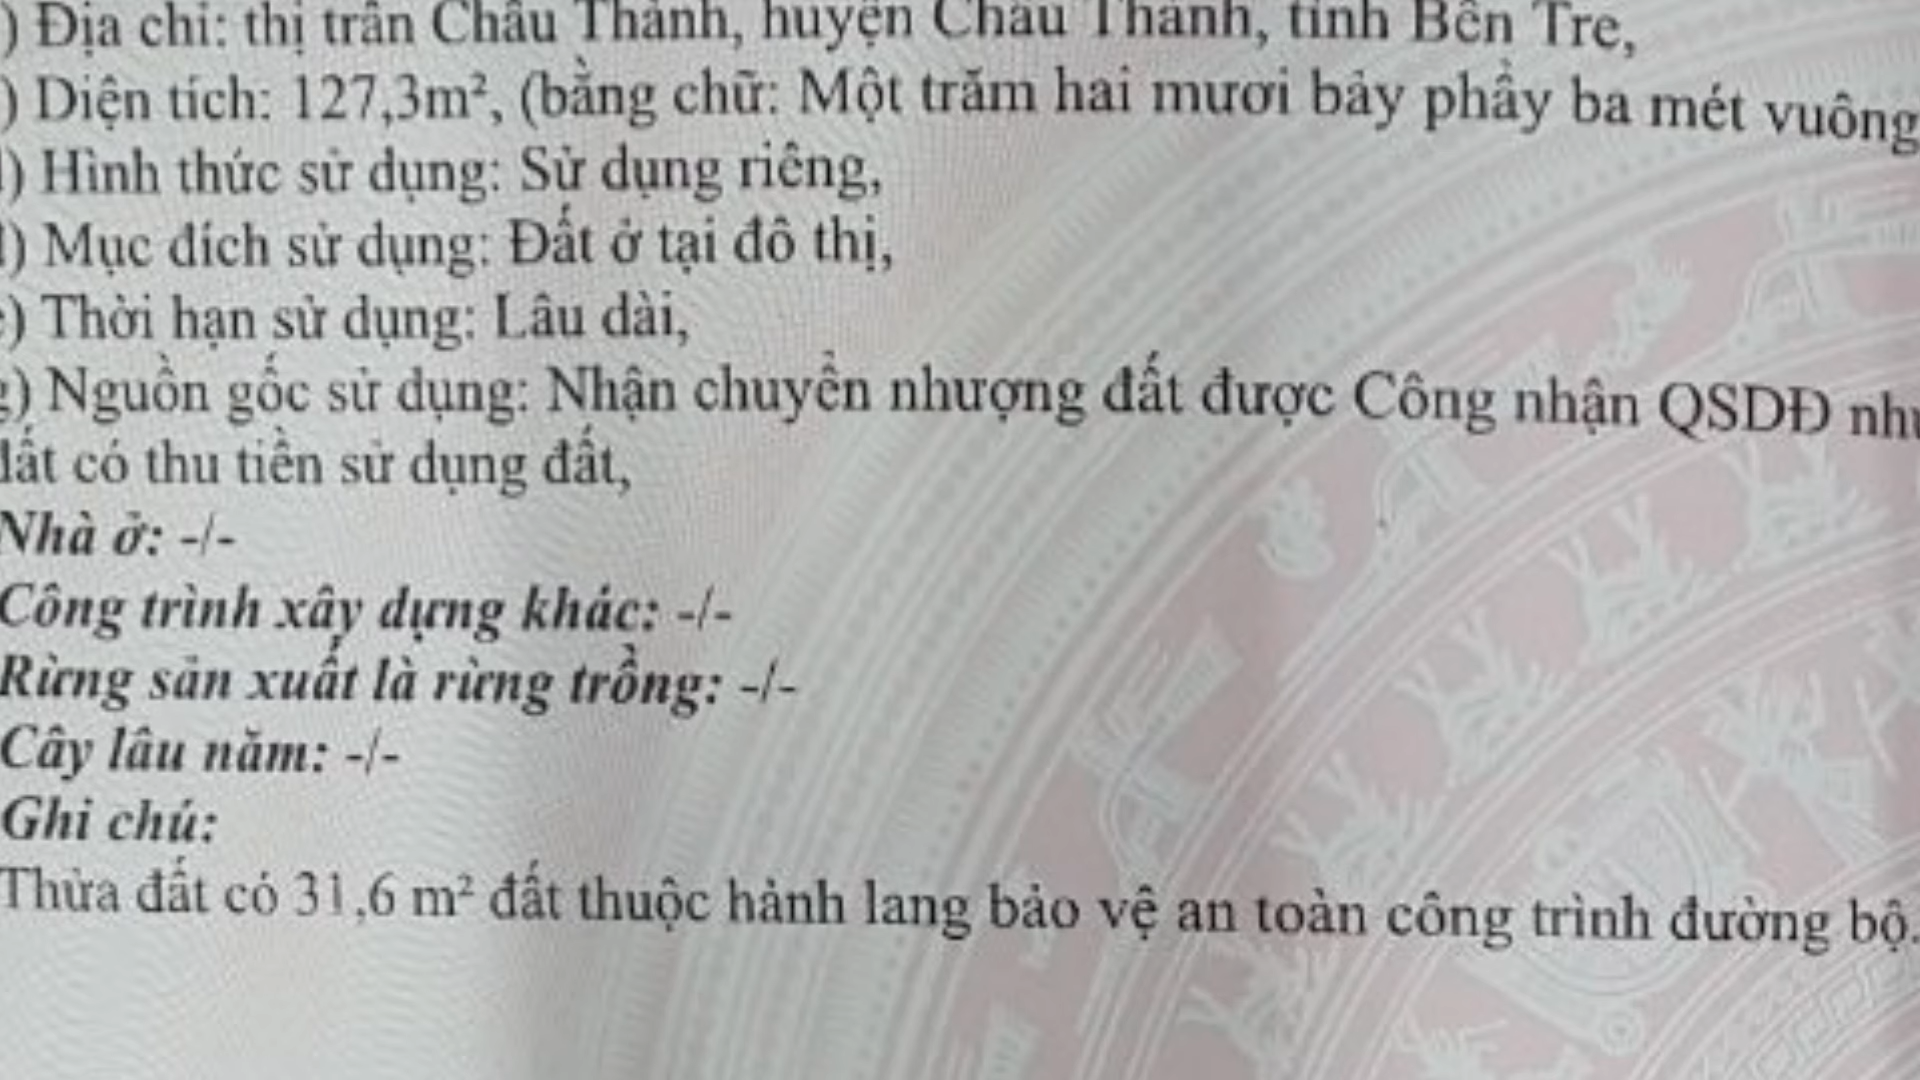 ) Địa chỉ: thị trấn Châu Thành, huyện Châu Thành, tỉnh Bến Tre,
) Diện tích: 127,3m², (bằng chữ: Một trăm hai mươi bảy phẩy ba mét vuông
) Hình thức sử dụng: Sử dụng riêng,
) Mục đích sử dụng: Đất ở tại đô thị,
) Thời hạn sử dụng: Lâu dài,
g) Nguồn gốc sử dụng: Nhận chuyển nhượng đất được Công nhận QSDĐ như
đất có thu tiền sử dụng đất,
Nhà ở: -/-
Công trình xây dựng khác: -/-
Rừng sản xuất là rừng trồng: -/-
Cây lâu năm: -/-
Ghi chú:
Thửa đất có 31,6 m² đất thuộc hành lang bảo vệ an toàn công trình đường bộ.